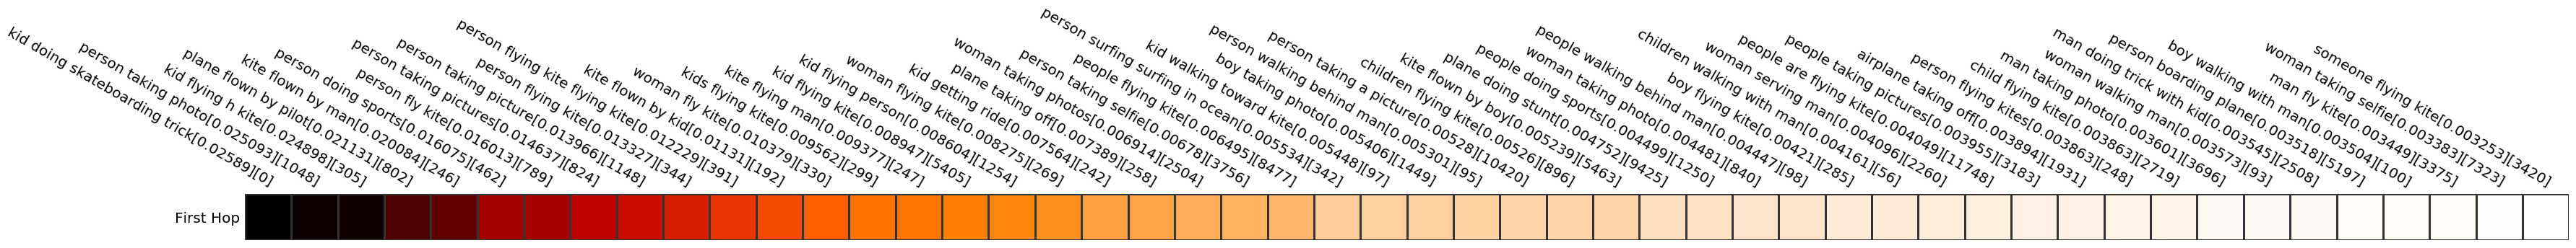 kid doing skateboarding trick[0.02589][0]
person taking photo[0.025093][1048]
kid flying h kite[0.024898][305]
plane flown by pilot[0.021131][802]
kite flown by man[0.020084][246]
person doing sports[0.016075][462]
person fly kite[0.016013][789]
person taking pictures[0.014637][824]
person taking picture[0.013966][1148]
person flying kite[0.013327][344]
person flying kite flying kite[0.012229][391]
kite flown by kid[0.01131][192]
woman fly kite[0.010379][330]
kids flying kite[0.009562][299]
kite flying man[0.009377][247]
kid flying kite[0.008947][5405]
kid flying person[0.008604][1254]
woman flying kite[0.008275][269]
kid getting ride[0.007564][242]
plane taking off[0.007389][258]
woman taking photos[0.006914][2504]
person taking selfie[0.00678][3756]
people flying kite[0.006495][8477]
person surfing in ocean[0.005534][342]
kid walking toward kite[0.005448][97]
boy taking photo[0.005406][1449]
person walking behind man[0.005301][95]
person taking a picture[0.00528][10420]
children flying kite[0.00526][896]
kite flown by boy[0.005239][5463]
plane doing stunt[0.004752][9425]
people doing sports[0.004499][1250]
woman taking photo[0.004481][840]
people walking behind man[0.004447][98]
boy flying kite[0.00421][285]
children walking with man[0.004161][56]
woman serving man[0.004096][2260]
people are flying kite[0.004049][1748]
people taking pictures[0.003955][3183]
airplane taking off[0.003894][1931]
person flying kites[0.003863][248]
child flying kite[0.003863][2719]
man taking photo[0.003601][3696]
woman walking man[0.003573][93]
man doing trick with kid[0.003545][2508]
person boarding plane[0.003518][5197]
boy walking with man[0.003504][100]
man fly kite[0.003449][3375]
woman taking selfie[0.003383][7323]
someone flying kite[0.003253][3420]
First Hop